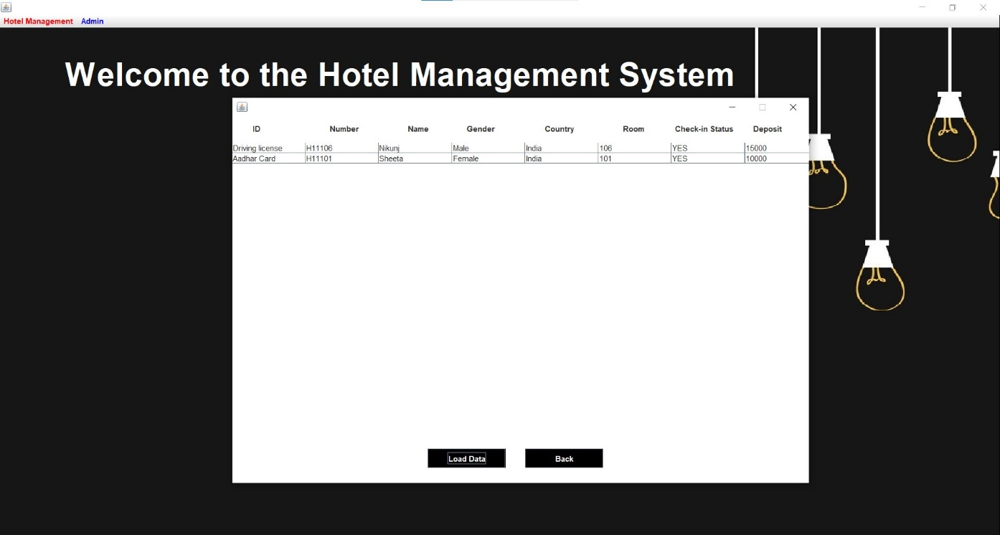 Hotel Management Admin
Welcome to the Hotel Management System
ID Number Name Gender Country Room Check-in Status Deposit
Driving license H11106 Nikunj Male India 106 YES 15000
Aadhar Card H11101 Sheeta Female India 101 YES 10000
Load Data Back